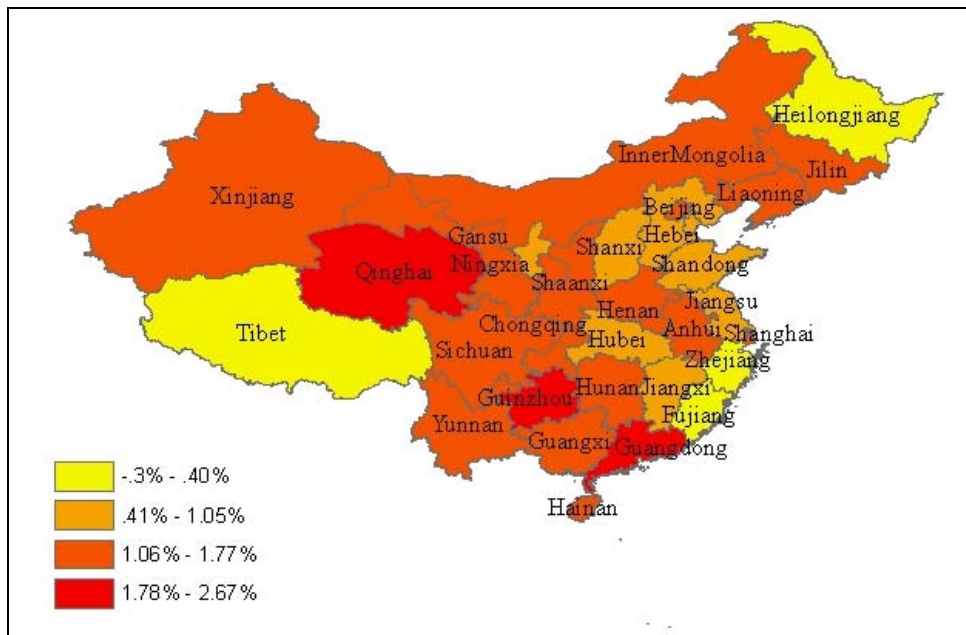 Heilongjiang
InnerMongolia
Jilin
Xinjiang
Liaoning
Beijing
Gansu
Hebei
Shanxi
Ningxia
Shandong
Qinghai
Shaanxi
Jiangsu
Henan
Chongqing
Anhui
Shanghai
Tibet
Hubei
Sichuan
Zhejiang
Hunan
Jiangxi
Guinzhou
Fujiang
Yunnan
Guangxi
Guangdong
Hainan
-.3% - .40%
.41% - 1.05%
1.06% - 1.77%
1.78% - 2.67%